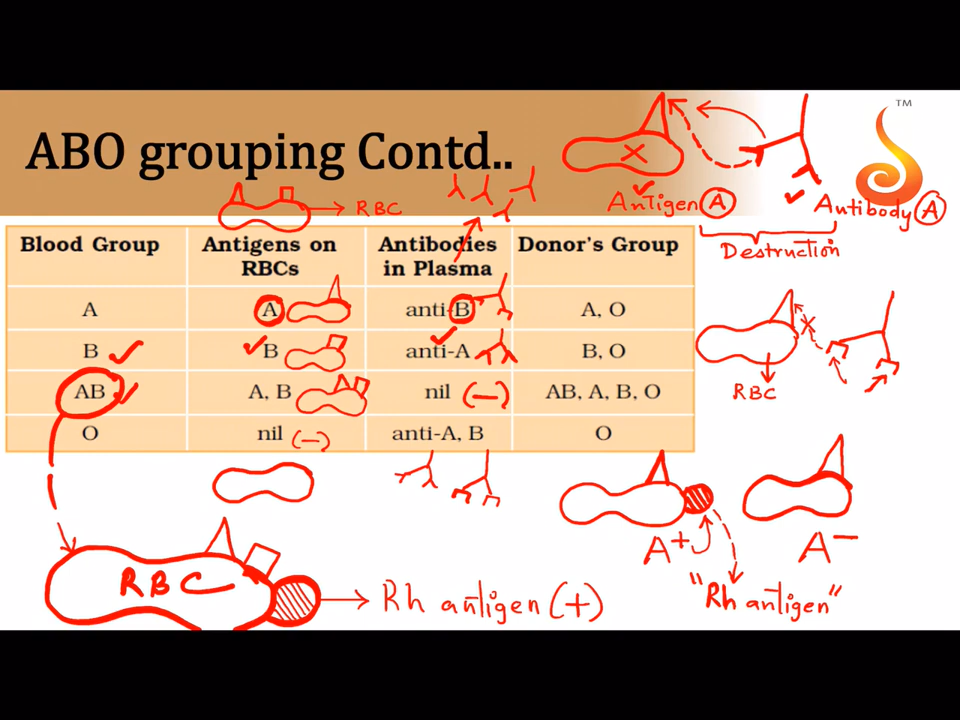 ABO grouping Contd..
TM
Antigen A
Antibody A
Destruction
RBC
Blood Group
Antigens on RBCs
Antibodies in Plasma
Donor's Group
A
A
anti-B
A, O
B
B
anti-A
B, O
AB
A, B
nil (-)
AB, A, B, O
O
nil (-)
anti-A, B
O
RBC
A+
A-
"Rh antigen"
RBC
Rh antigen (+)